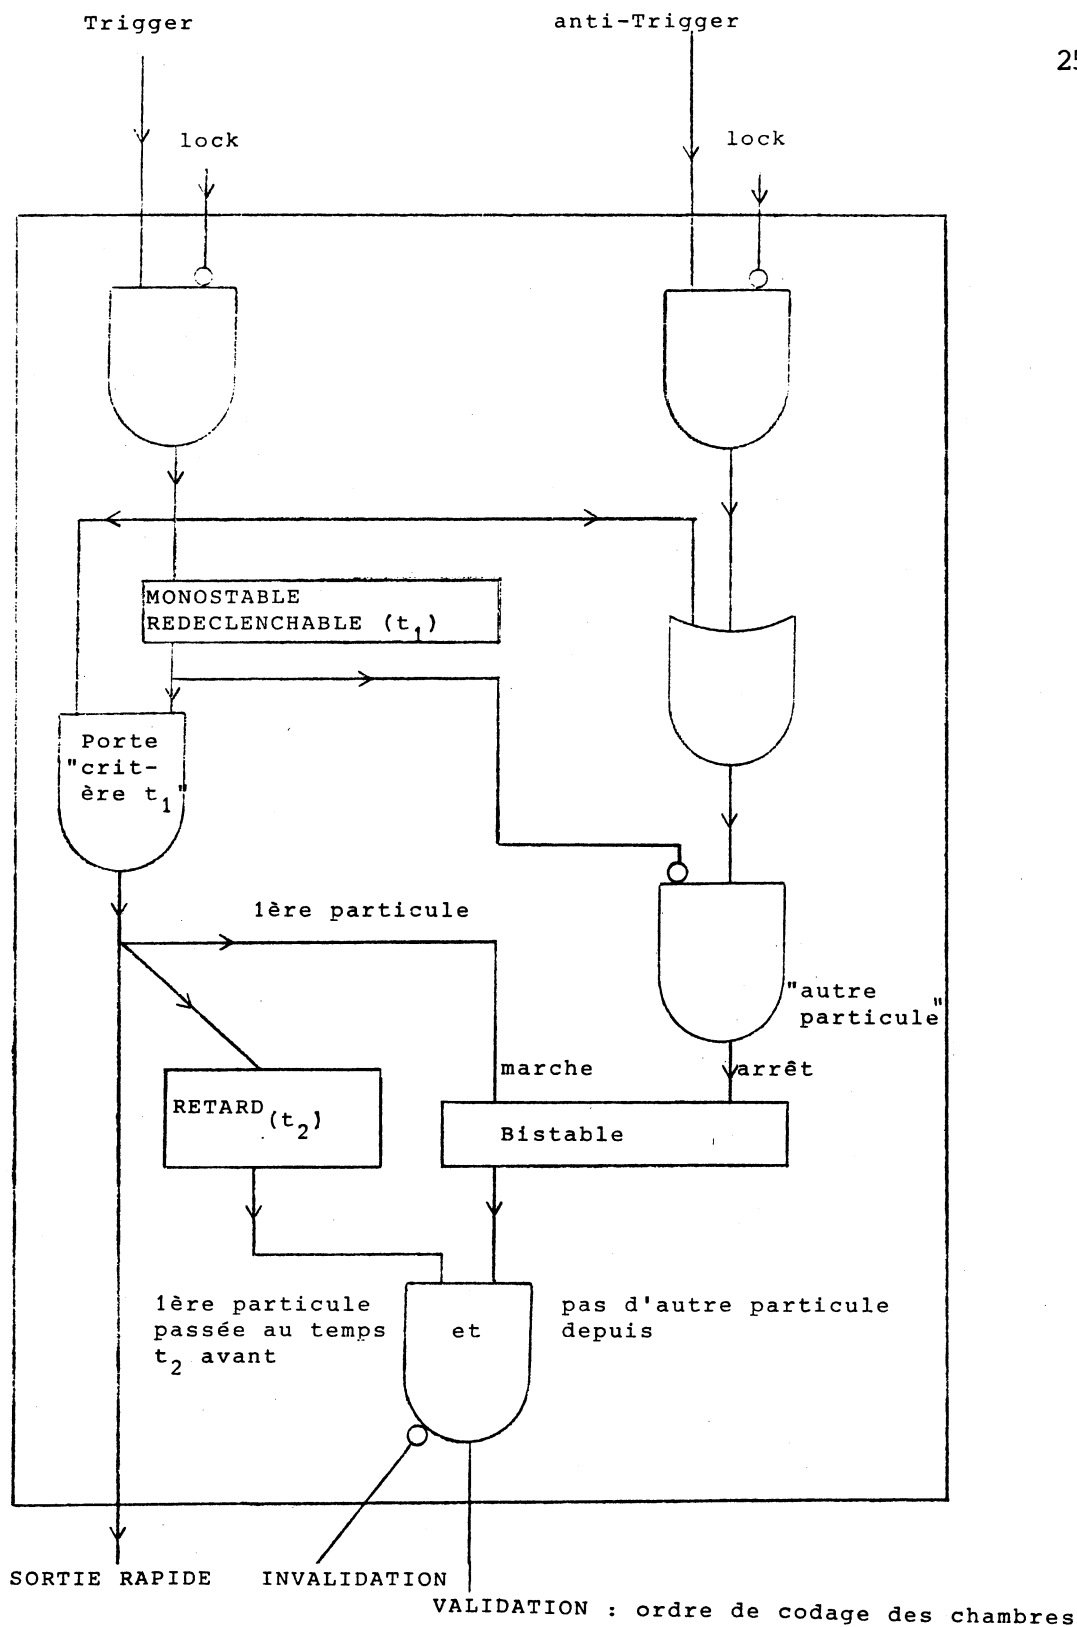 Trigger
anti-Trigger
lock
lock
MONOSTABLE
REDECLENCHABLE (t1)
Porte
"crit-
ère t1"
1ère particule
"autre
particule"
marche
arrêt
RETARD(t2)
Bistable
1ère particule
passée au temps
t2 avant
et
pas d'autre particule
depuis
SORTIE RAPIDE
INVALIDATION
VALIDATION : ordre de codage des chambres